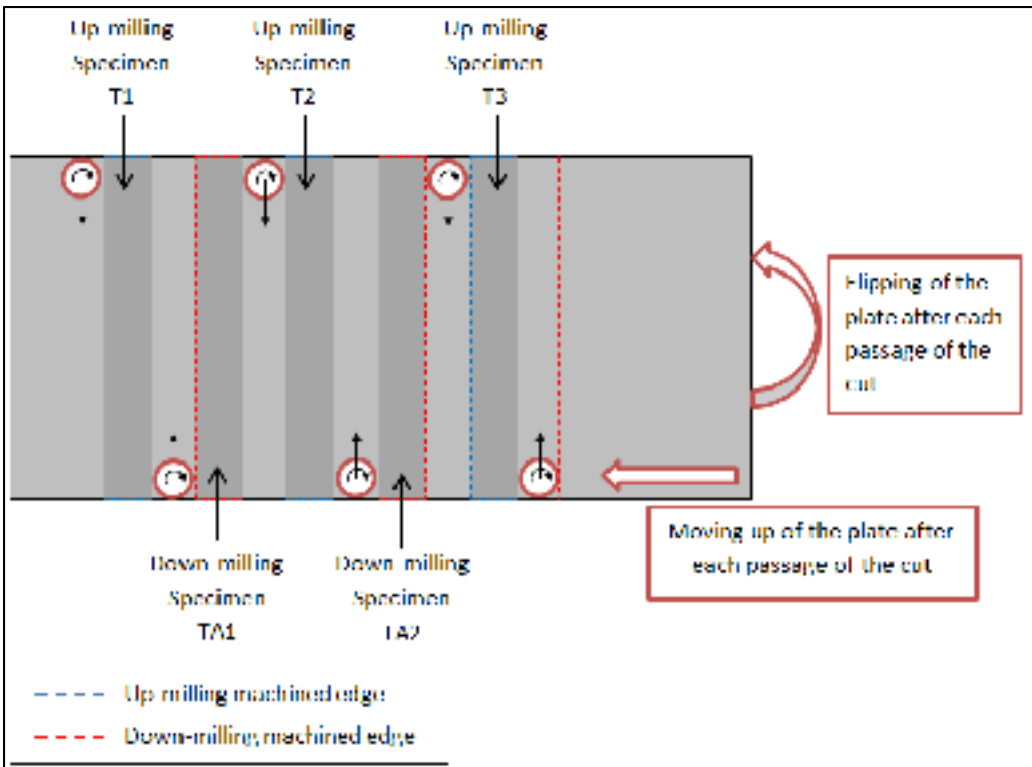 Up milling
Specimen
T1
Up milling
Specimen
T2
Up milling
Specimen
T3
Flipping of the
plate after each
passage of the
cut
Moving up of the plate after
each passage of the cut
Down milling
Specimen
TA1
Down milling
Specimen
TA2
Up milling machined edge
Down-milling machined edge